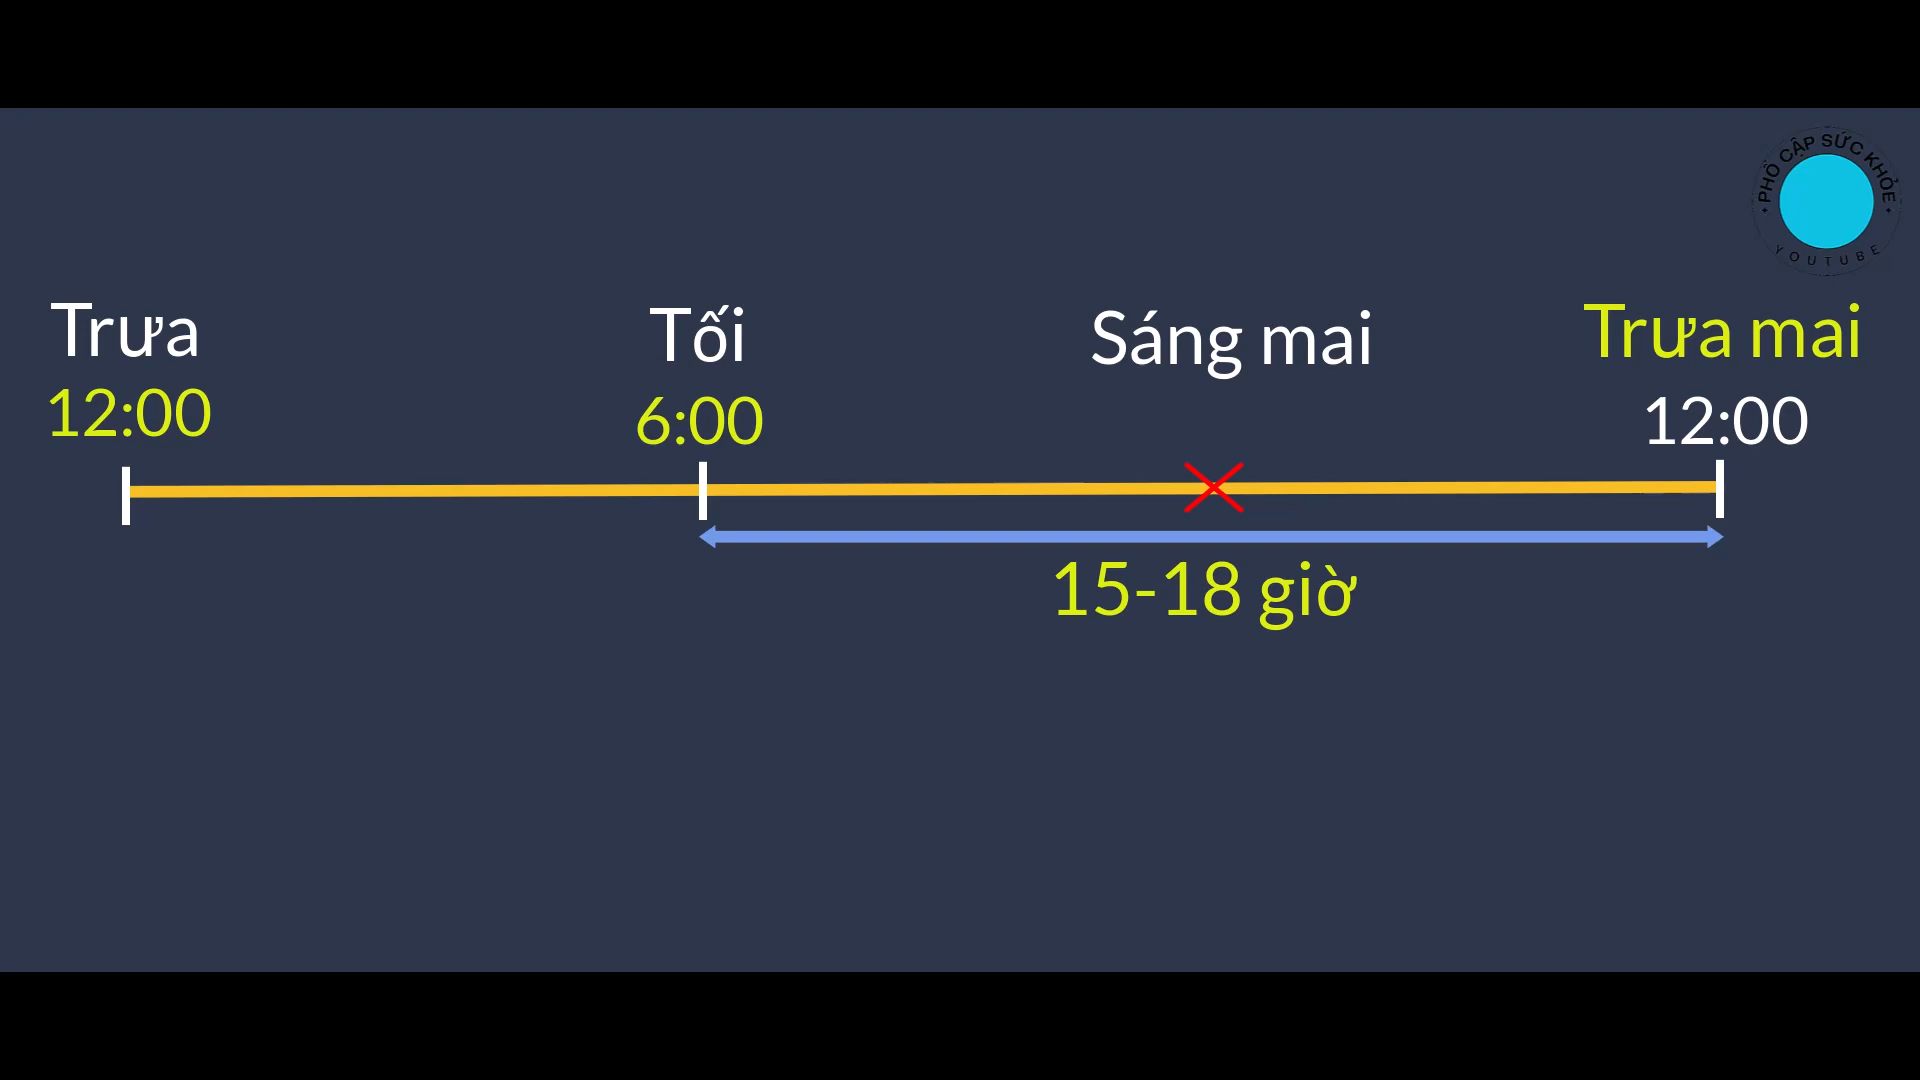 PHỔ CẬP SỨC KHỎE
YOUTUBE
Trưa
Tối
Sáng mai
Trưa mai
12:00
6:00
12:00
15-18 giờ